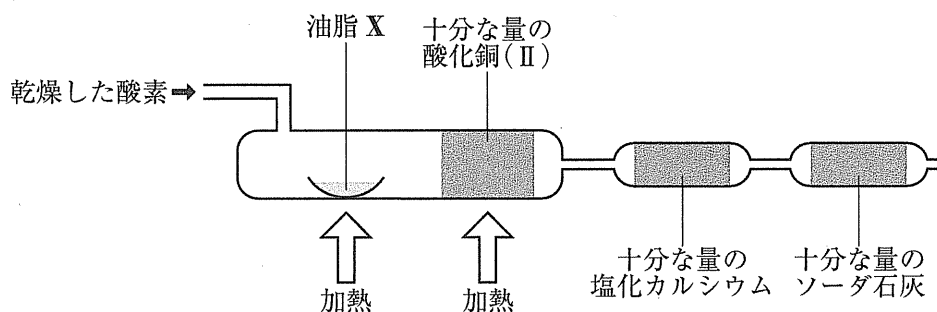 油脂 X
十分な量の
酸化銅(Ⅱ)
乾燥した酸素
加熱
加熱
十分な量の
塩化カルシウム
十分な量の
ソーダ石灰